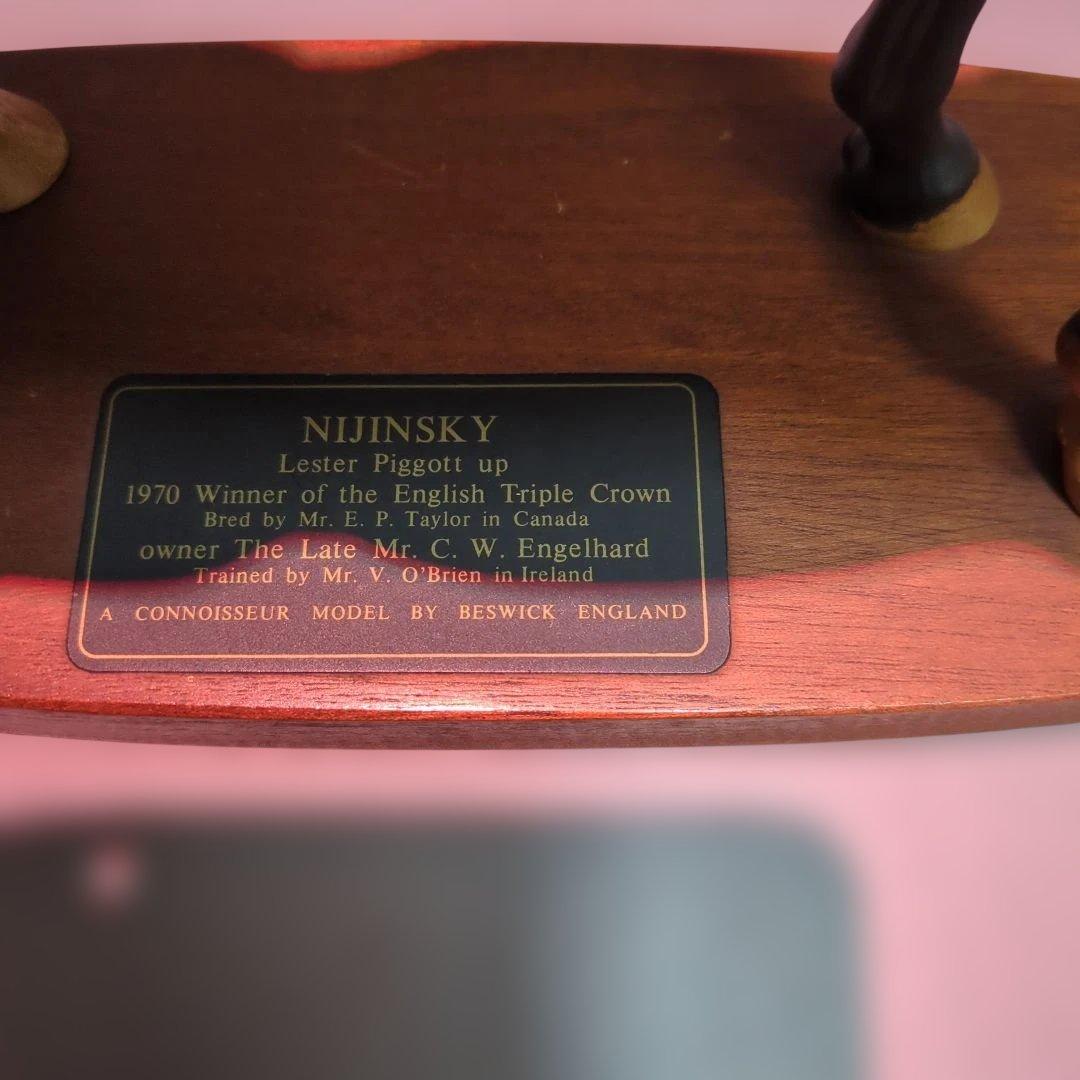 NIJINSKY
Lester Piggott up
1970 Winner of the English Triple Crown
Bred by Mr. E. P. Taylor in Canada
owner The Late Mr. C. W. Engelhard
Trained by Mr. V. O'Brien in Ireland
A CONNOISSEUR MODEL BY BESWICK ENGLAND